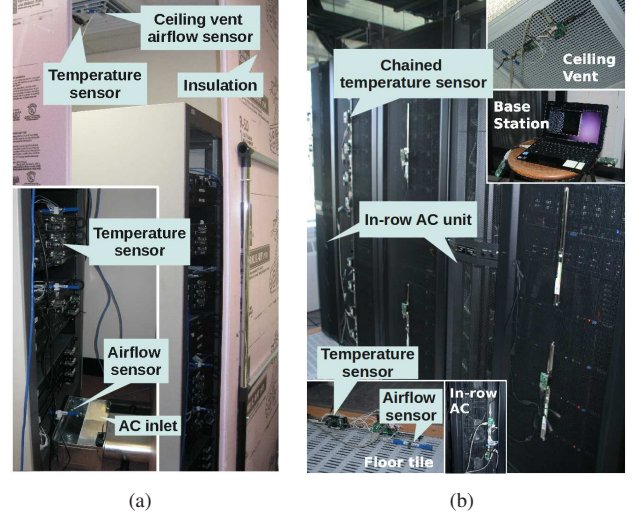 Ceiling vent
airflow sensor
Temperature
sensor
Insulation
Temperature
sensor
Airflow
sensor
AC inlet
(a)
Chained
temperature sensor
Ceiling
Vent
Base
Station
In-row AC unit
Temperature
sensor
Airflow
sensor
Floor tile
In-row
AC
(b)